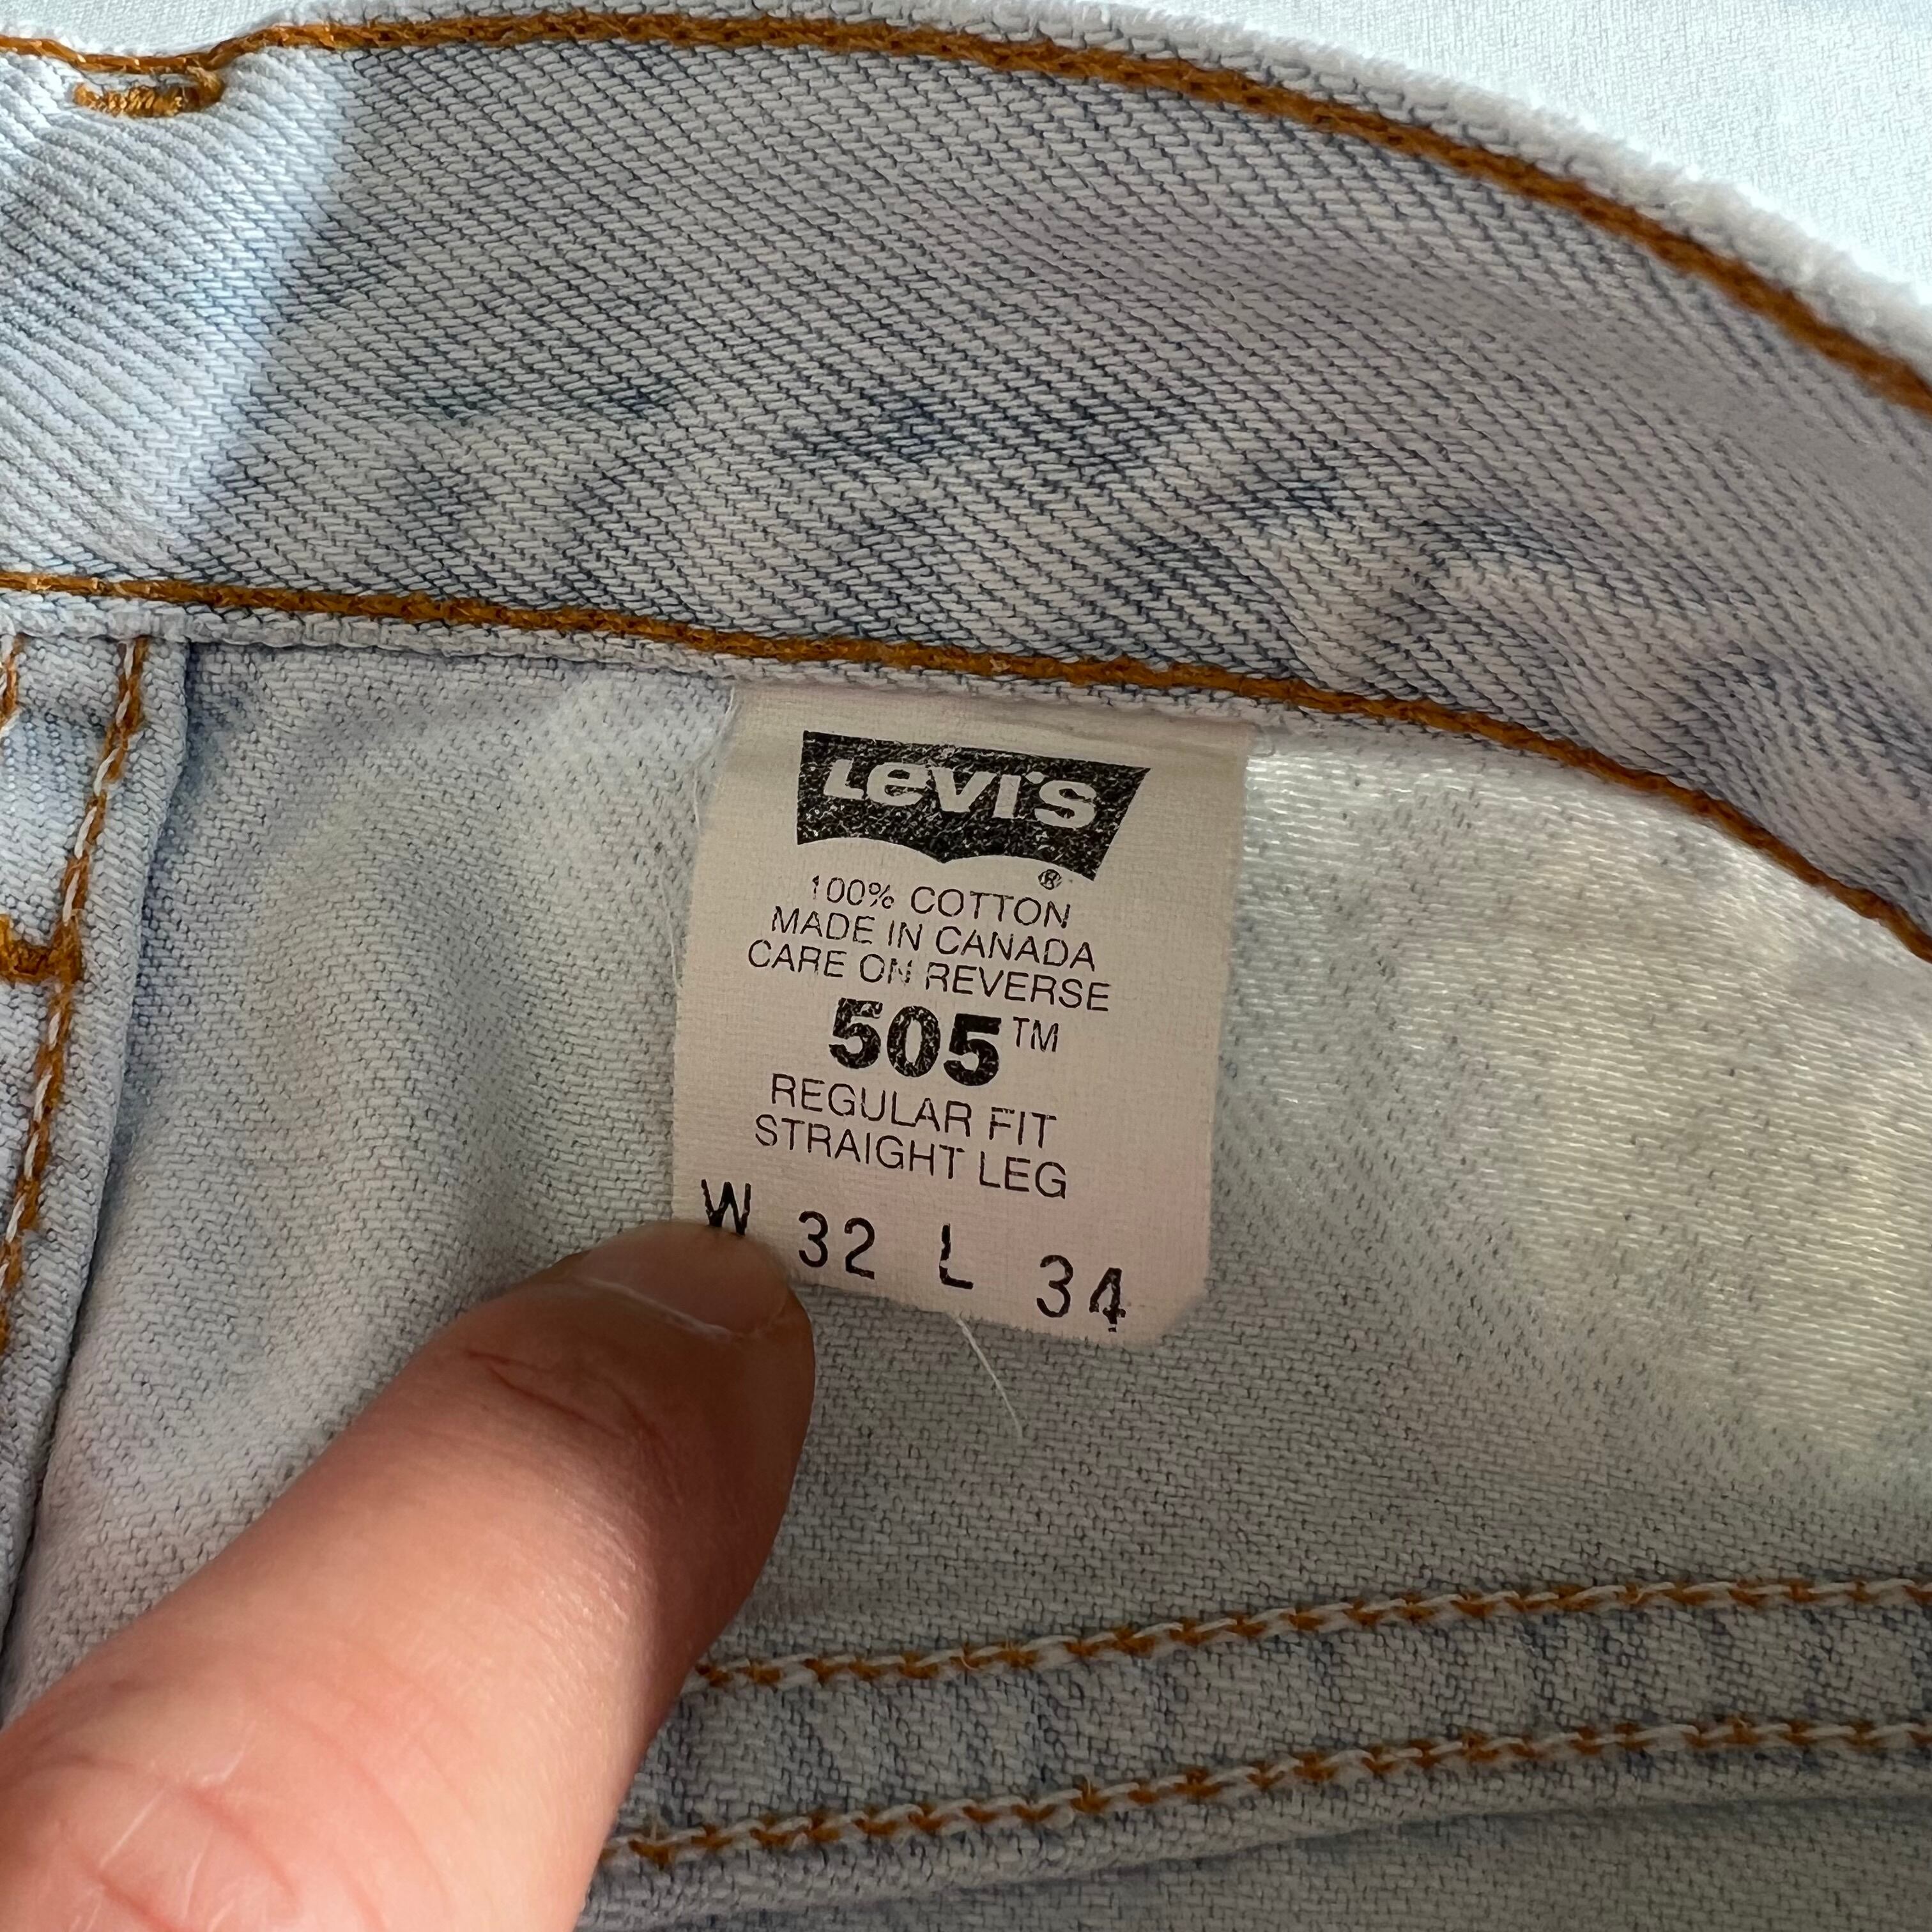 Levi's
®
100% COTTON
MADE IN CANADA
CARE ON REVERSE
505™
REGULAR FIT
STRAIGHT LEG
W 32 L 34